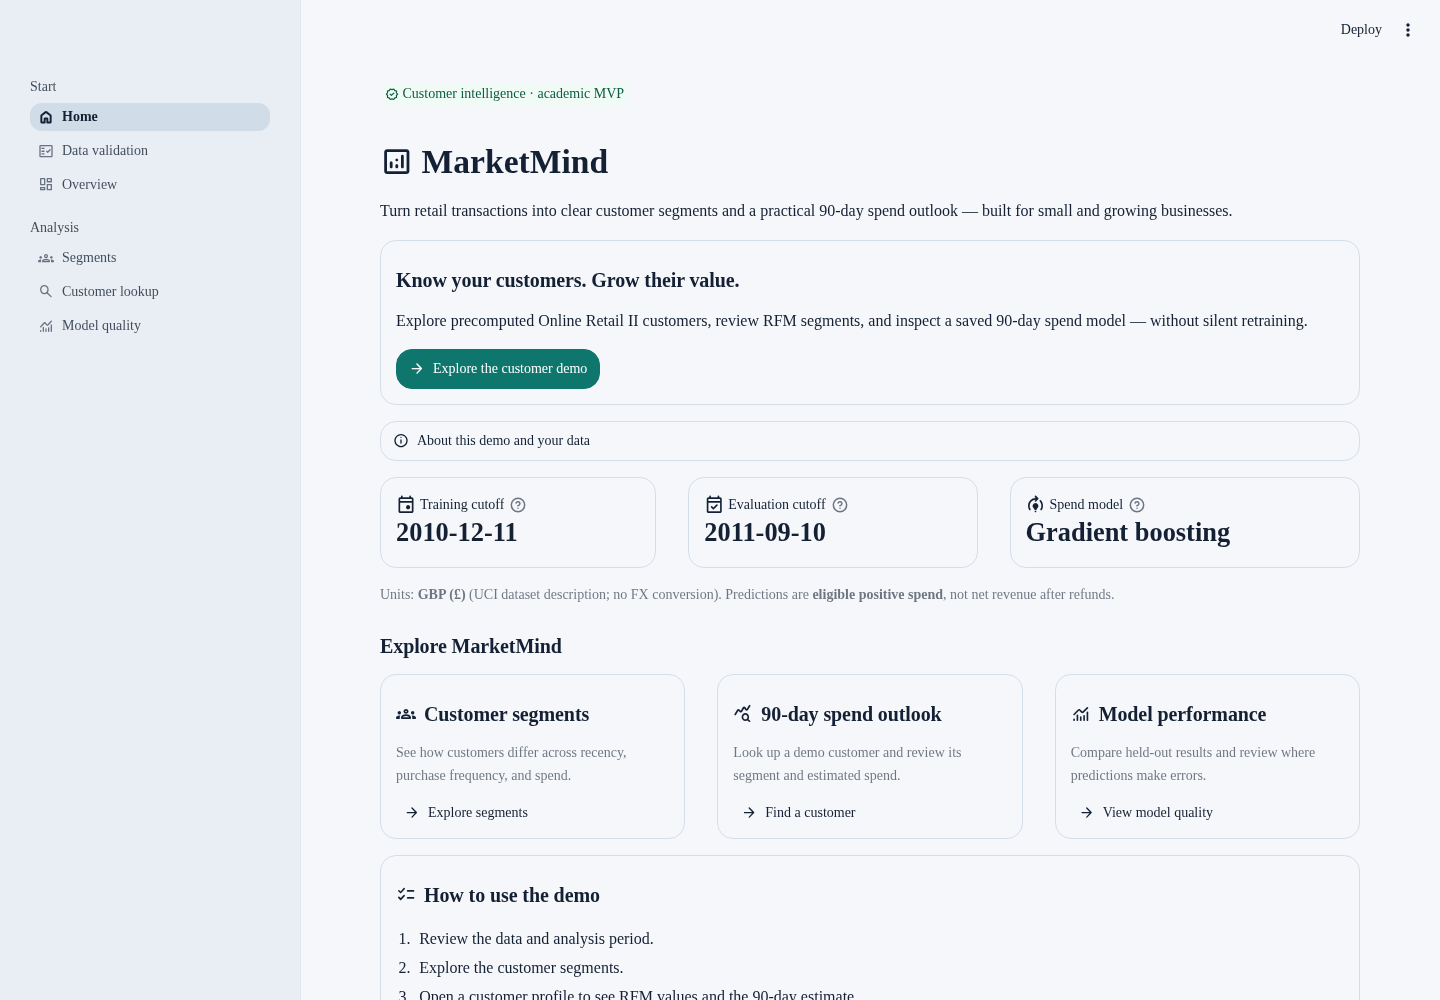 Deploy
Start
Home
Data validation
Overview
Analysis
Segments
Customer lookup
Model quality
Customer intelligence · academic MVP
MarketMind
Turn retail transactions into clear customer segments and a practical 90-day spend outlook — built for small and growing businesses.
Know your customers. Grow their value.
Explore precomputed Online Retail II customers, review RFM segments, and inspect a saved 90-day spend model — without silent retraining.
Explore the customer demo
About this demo and your data
Training cutoff
2010-12-11
Evaluation cutoff
2011-09-10
Spend model
Gradient boosting
Units: GBP (£) (UCI dataset description; no FX conversion). Predictions are eligible positive spend, not net revenue after refunds.
Explore MarketMind
Customer segments
See how customers differ across recency,
purchase frequency, and spend.
Explore segments
90-day spend outlook
Look up a demo customer and review its
segment and estimated spend.
Find a customer
Model performance
Compare held-out results and review where
predictions make errors.
View model quality
How to use the demo
1. Review the data and analysis period.
2. Explore the customer segments.
3. Open a customer profile to see RFM values and the 90-day estimate.